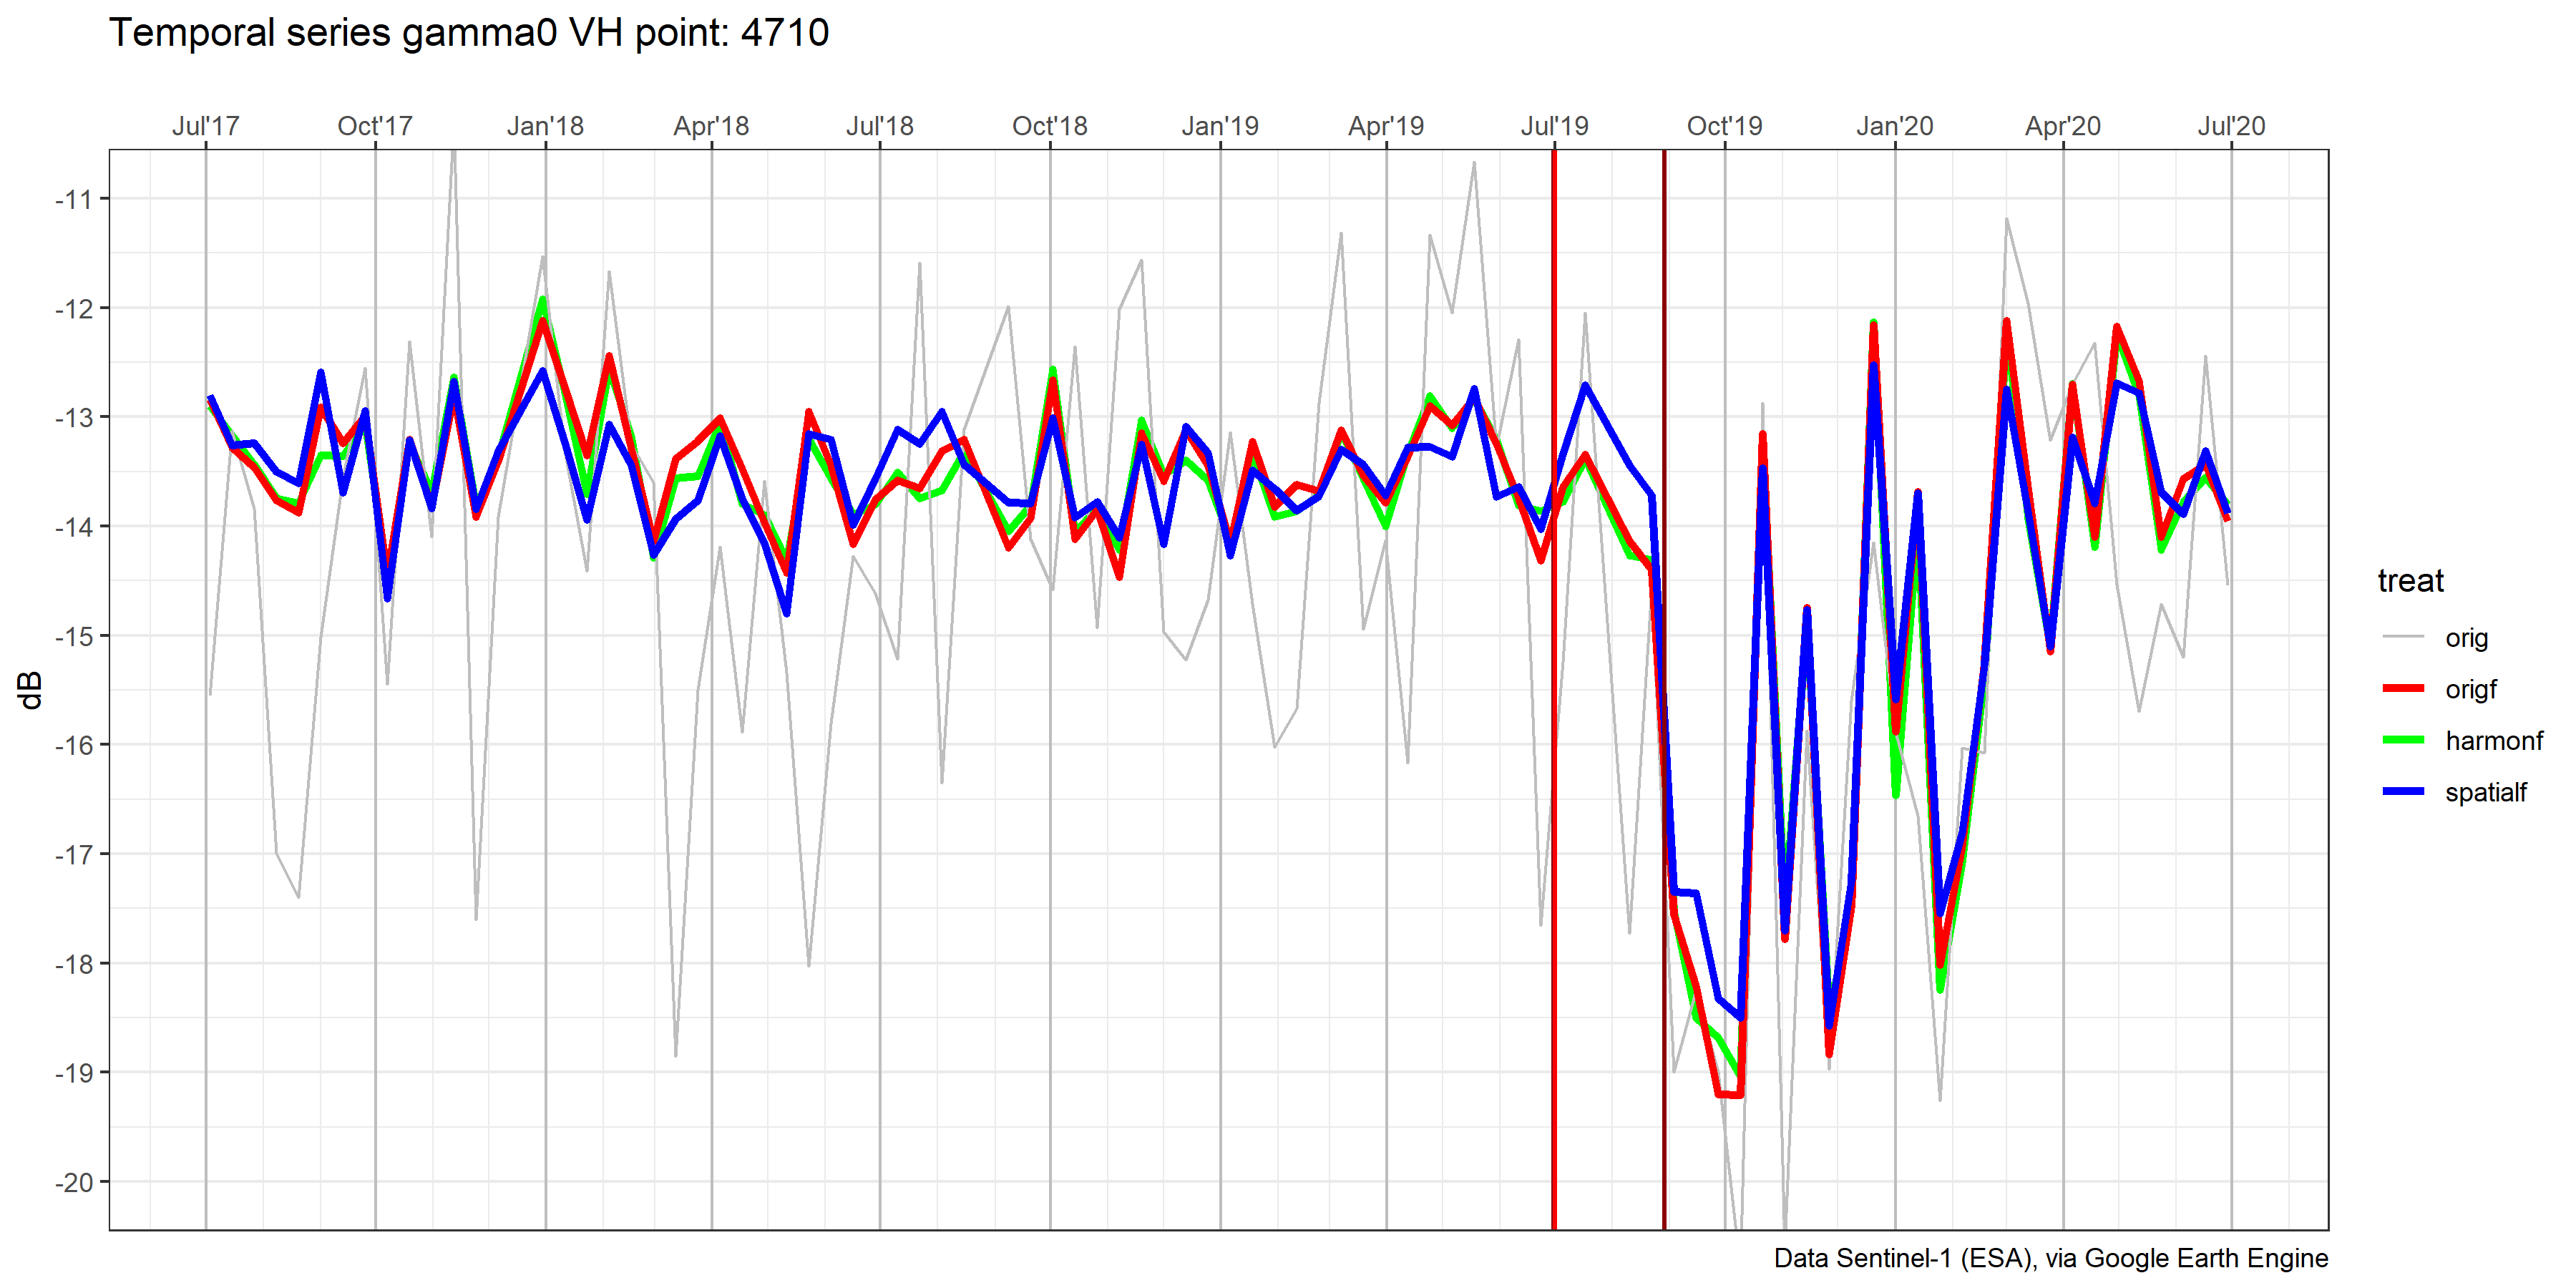 Temporal series gamma0 VH point: 4710
Jul'17 Oct'17 Jan'18 Apr'18 Jul'18 Oct'18 Jan'19 Apr'19 Jul'19 Oct'19 Jan'20 Apr'20 Jul'20
-11
-12
-13
-14
-15
-16
-17
-18
-19
-20
dB
treat
orig
origf
harmonf
spatialf
Data Sentinel-1 (ESA), via Google Earth Engine